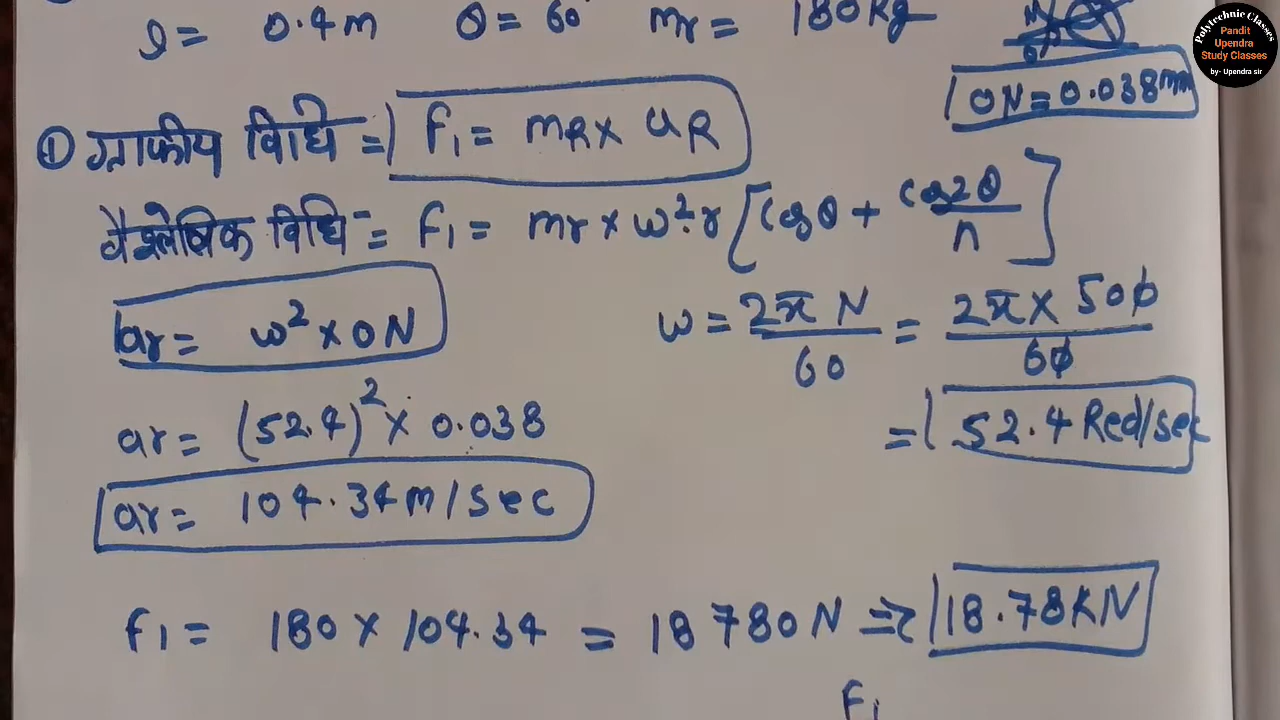 l = 0.4m θ = 60 mr = 180Kg
ON = 0.038mm
① ग्राफीय विधि => F1 = mR x aR
वैश्लेषिक विधि = F1 = mr x ω².r [Cosθ + Cos2θ/n]
ar = ω² x ON
ω = 2πN/60 = 2π x 500/60
ar = (52.4)² x 0.038
= 52.4 Red/sec
ar = 104.34m/sec
F1 = 180 x 104.34 = 18780N => 18.78KN
F1
Polytechnic Classes
Pandit
Upendra
Study Classes
by- Upendra sir